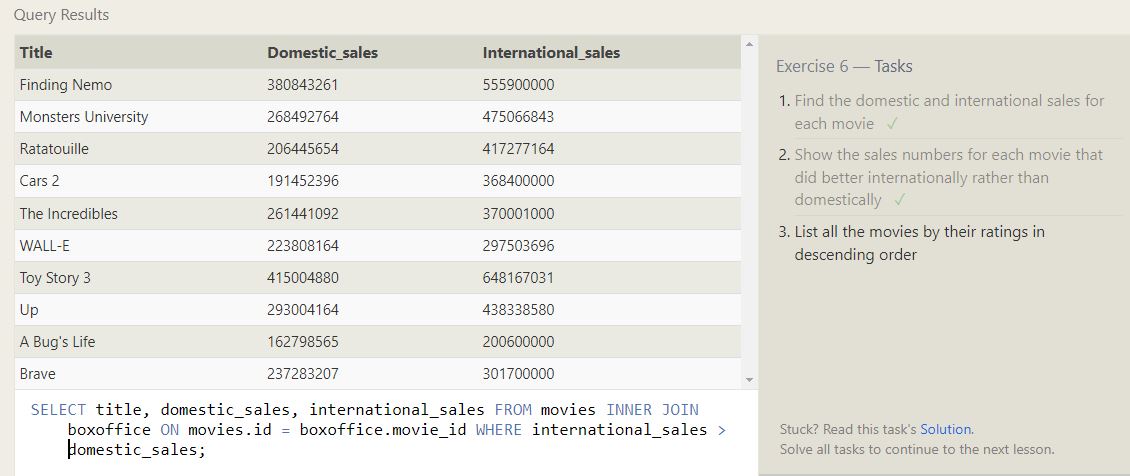 Query Results
Title Domestic_sales International_sales
Finding Nemo 380843261 555900000
Monsters University 268492764 475066843
Ratatouille 206445654 417277164
Cars 2 191452396 368400000
The Incredibles 261441092 370001000
WALL-E 223808164 297503696
Toy Story 3 415004880 648167031
Up 293004164 438338580
A Bug's Life 162798565 200600000
Brave 237283207 301700000
SELECT title, domestic_sales, international_sales FROM movies INNER JOIN
boxoffice ON movies.id = boxoffice.movie_id WHERE international_sales >
domestic_sales;
Exercise 6 — Tasks
1. Find the domestic and international sales for
each movie ✓
2. Show the sales numbers for each movie that
did better internationally rather than
domestically ✓
3. List all the movies by their ratings in
descending order
Stuck? Read this task's Solution.
Solve all tasks to continue to the next lesson.